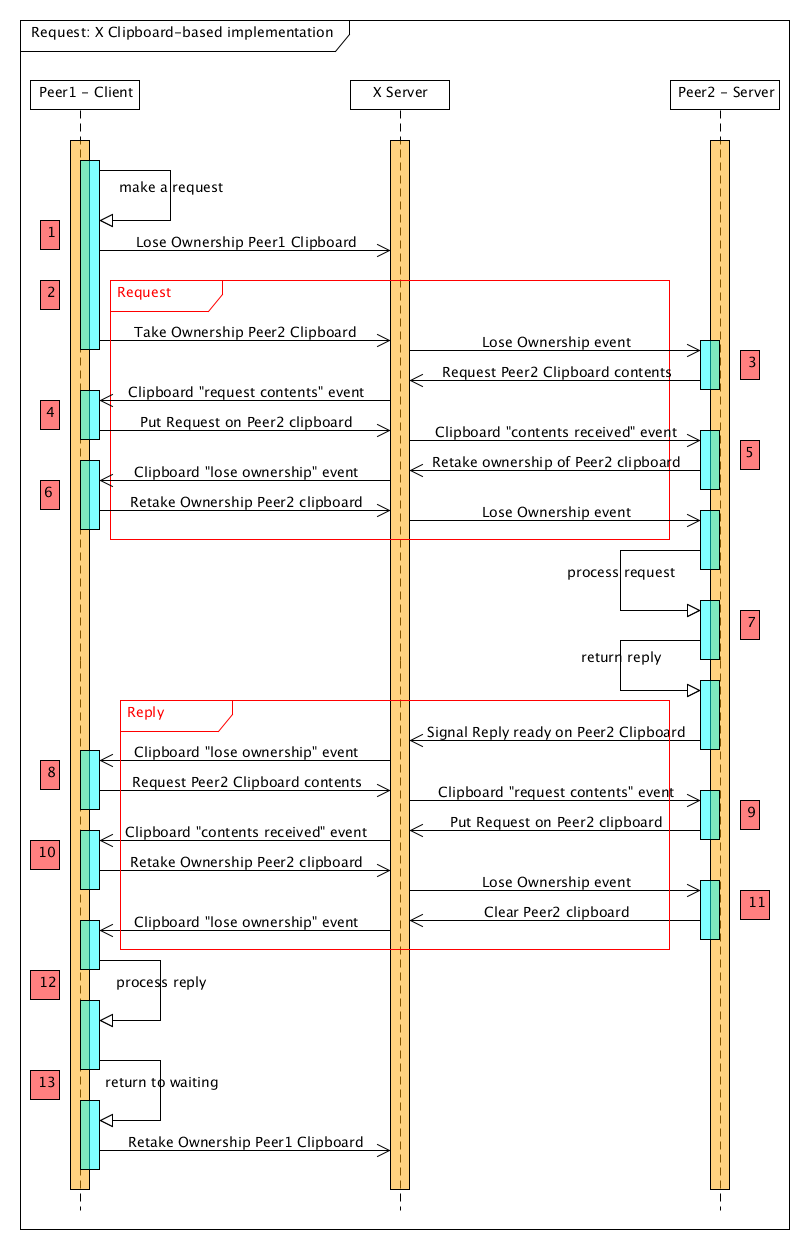 Request: X Clipboard-based implementation
Peer1 - Client
X Server
Peer2 - Server
make a request
1
Lose Ownership Peer1 Clipboard
2
Request
Take Ownership Peer2 Clipboard
Lose Ownership event
3
Request Peer2 Clipboard contents
Clipboard "request contents" event
4
Put Request on Peer2 clipboard
Clipboard "contents received" event
5
Retake ownership of Peer2 clipboard
Clipboard "lose ownership" event
6
Retake Ownership Peer2 clipboard
Lose Ownership event
process request
7
return reply
Reply
Signal Reply ready on Peer2 Clipboard
Clipboard "lose ownership" event
8
Request Peer2 Clipboard contents
Clipboard "request contents" event
9
Put Request on Peer2 clipboard
Clipboard "contents received" event
10
Retake Ownership Peer2 clipboard
Lose Ownership event
11
Clear Peer2 clipboard
Clipboard "lose ownership" event
12
process reply
13
return to waiting
Retake Ownership Peer1 Clipboard